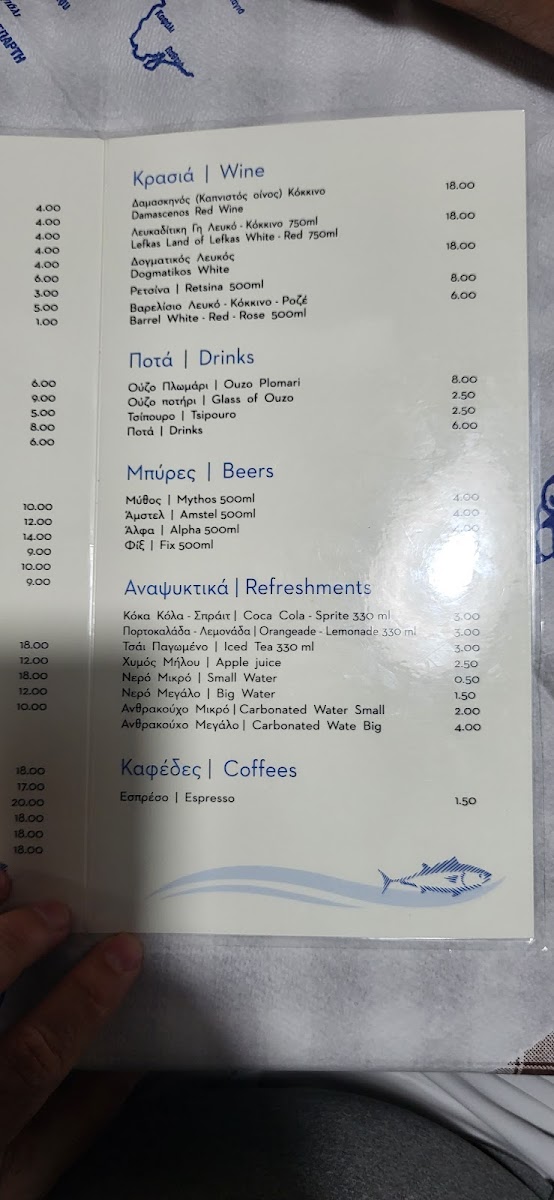 ΣΠΑΡΤΗ
4.00
4.00
4.00
4.00
4.00
6.00
3.00
5.00
1.00
6.00
9.00
5.00
8.00
6.00
10.00
12.00
14.00
9.00
10.00
9.00
18.00
12.00
18.00
12.00
10.00
18.00
17.00
20.00
18.00
18.00
18.00
Κρασιά | Wine
Δαμασκηνός (Καπνιστός οίνος) Κόκκινο 18.00
Damascenos Red Wine
Λευκαδίτικη Γη Λευκό - Κόκκινο 750ml 18.00
Lefkas Land of Lefkas White - Red 750ml
Δογματικός Λευκός 18.00
Dogmatikos White
Ρετσίνα | Retsina 500ml 8.00
Βαρελίσιο Λευκό - Κόκκινο - Ροζέ 6.00
Barrel White - Red - Rose 500ml
Ποτά | Drinks
Ούζο Πλωμάρι | Ouzo Plomari 8.00
Ούζο ποτήρι | Glass of Ouzo 2.50
Τσίπουρο | Tsipouro 2.50
Ποτά | Drinks 6.00
Μπύρες | Beers
Μύθος | Mythos 500ml 4.00
Άμστελ | Amstel 500ml 4.00
Άλφα | Alpha 500ml 4.00
Φίξ | Fix 500ml
Αναψυκτικά | Refreshments
Κόκα Κόλα - Σπράιτ | Coca Cola - Sprite 330 ml 3.00
Πορτοκαλάδα - Λεμονάδα | Orangeade - Lemonade 330 ml 3.00
Τσάι Παγωμένο | Iced Tea 330 ml 3.00
Χυμός Μήλου | Apple juice 2.50
Νερό Μικρό | Small Water 0.50
Νερό Μεγάλο | Big Water 1.50
Ανθρακούχο Μικρό | Carbonated Water Small 2.00
Ανθρακούχο Μεγάλο | Carbonated Wate Big 4.00
Καφέδες | Coffees
Εσπρέσο | Espresso 1.50